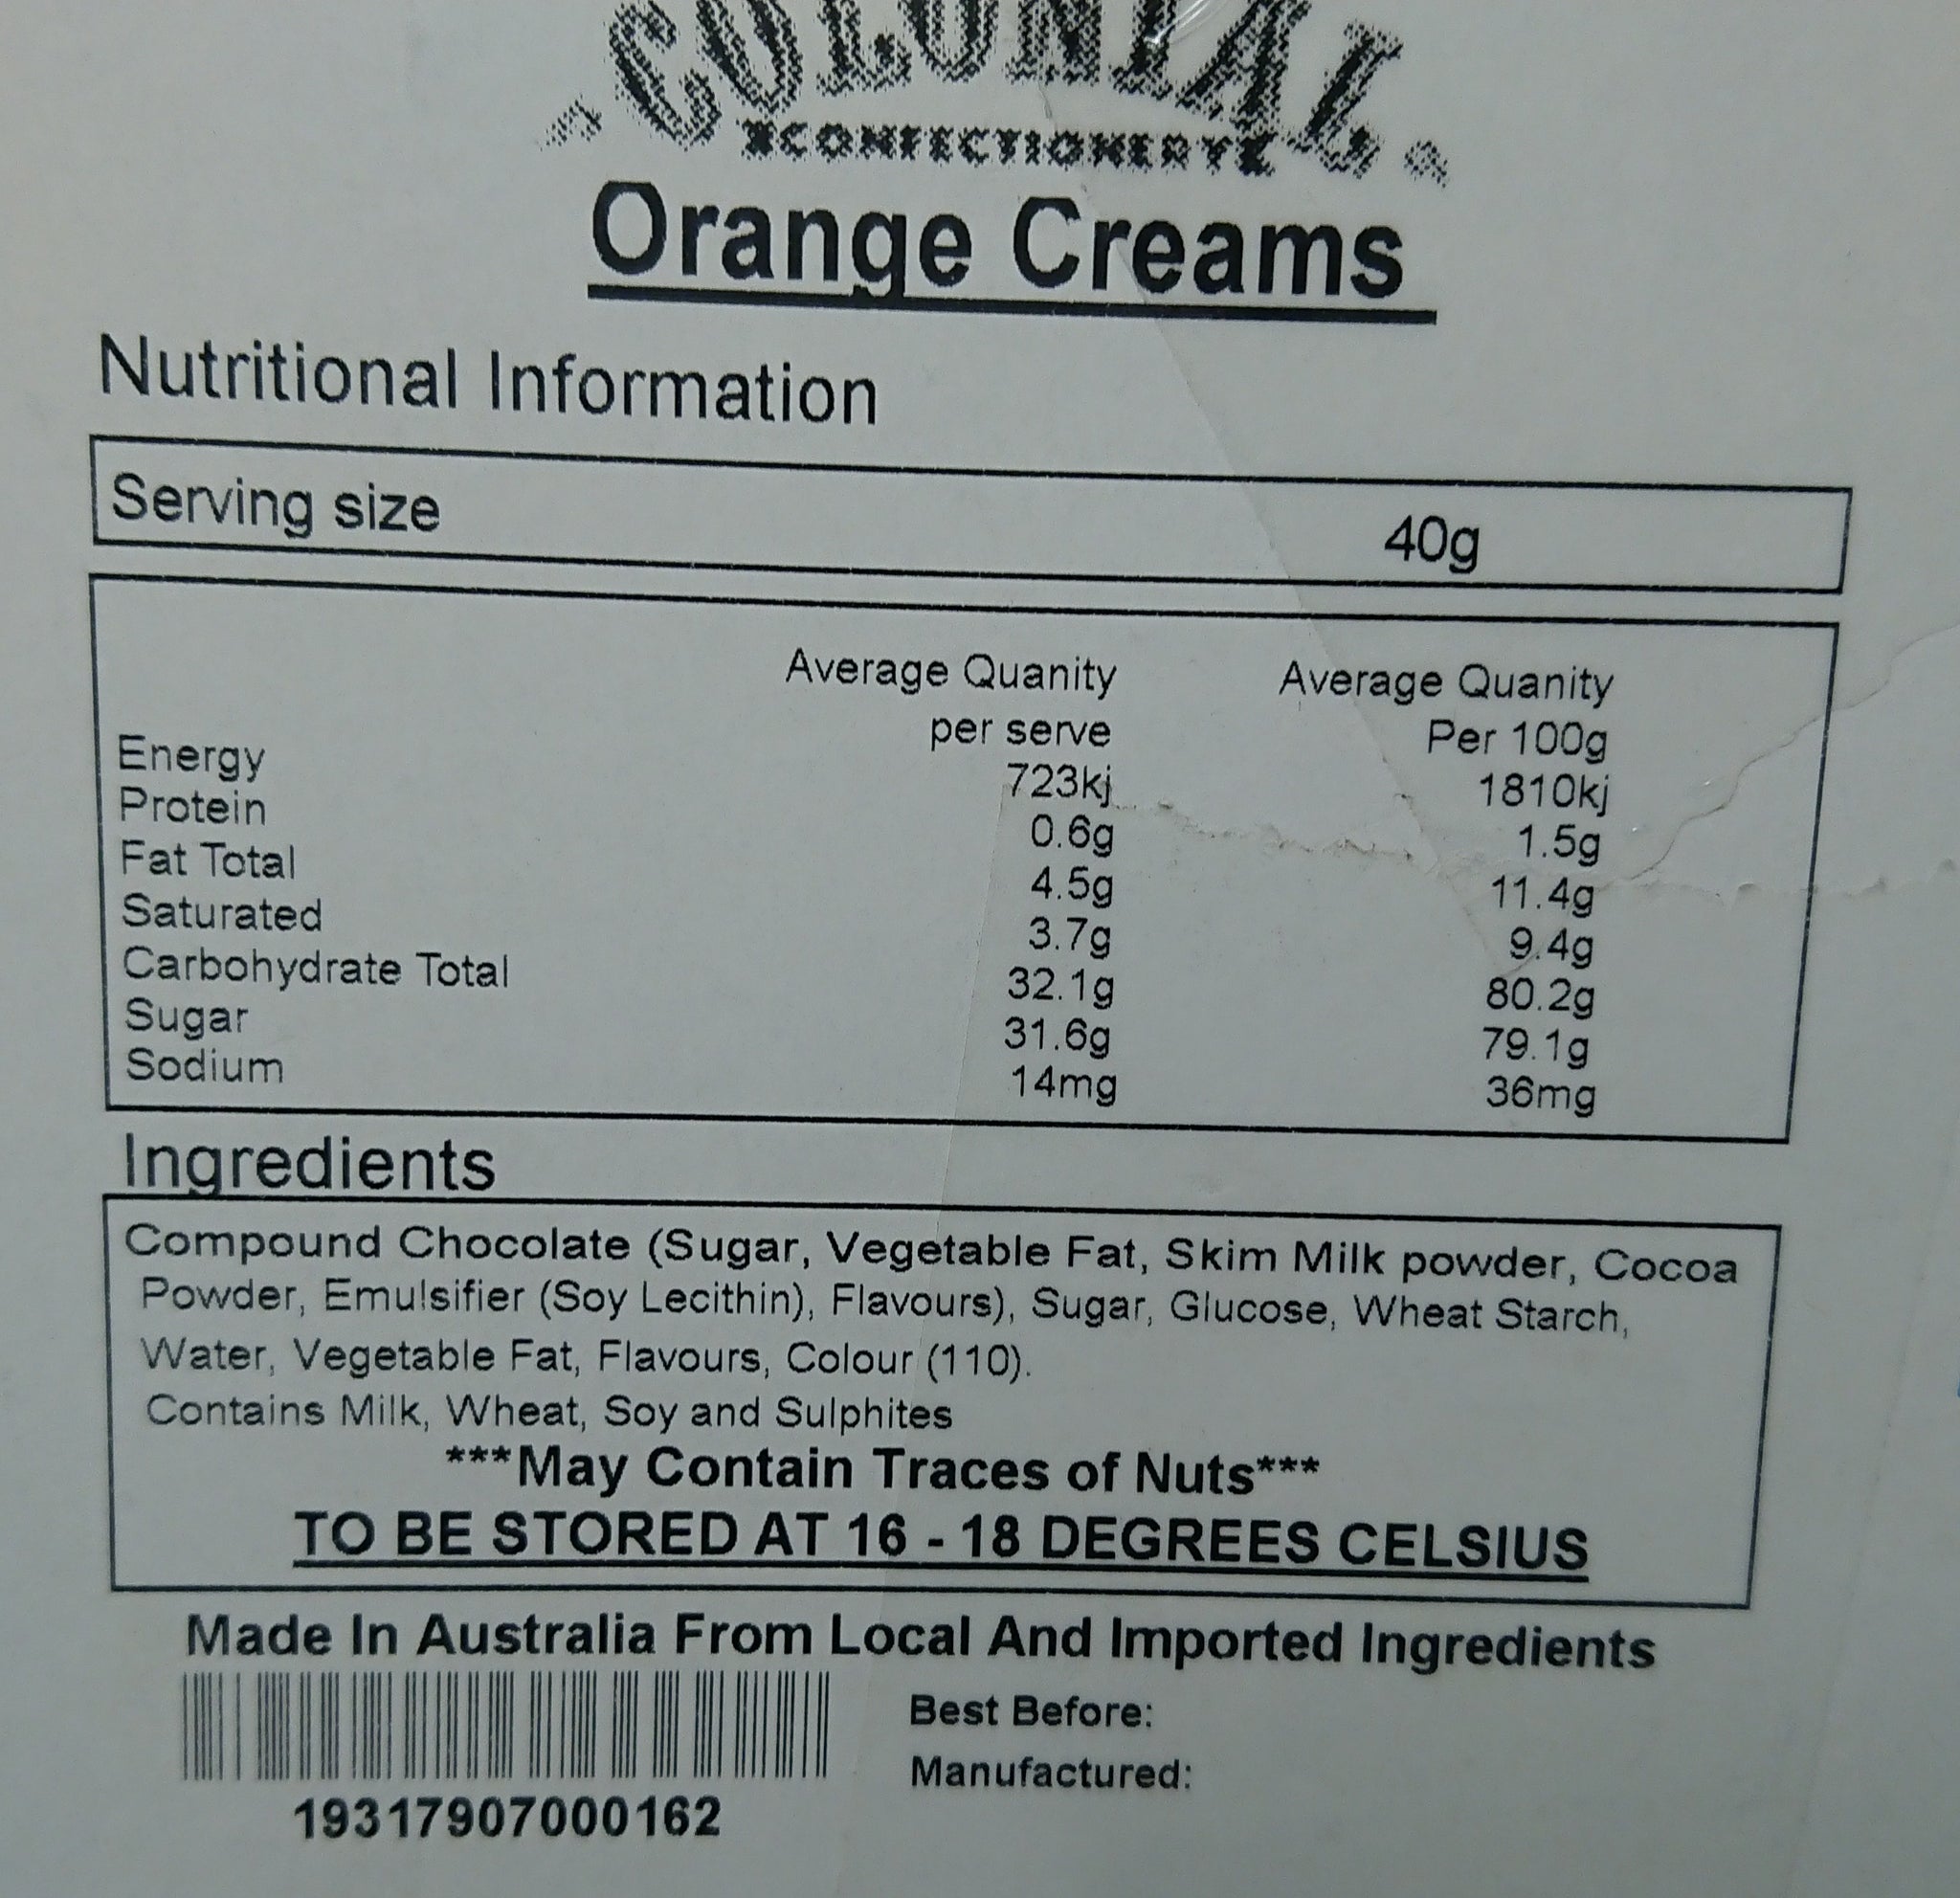 COLONIAL
CONFECTIONERY
Orange Creams
Nutritional Information
Serving size 40g
Average Quanity Average Quanity
per serve Per 100g
Energy 723kj 1810kj
Protein 0.6g 1.5g
Fat Total 4.5g 11.4g
Saturated 3.7g 9.4g
Carbohydrate Total 32.1g 80.2g
Sugar 31.6g 79.1g
Sodium 14mg 36mg
Ingredients
Compound Chocolate (Sugar, Vegetable Fat, Skim Milk powder, Cocoa
Powder, Emulsifier (Soy Lecithin), Flavours), Sugar, Glucose, Wheat Starch,
Water, Vegetable Fat, Flavours, Colour (110).
Contains Milk, Wheat, Soy and Sulphites
***May Contain Traces of Nuts***
TO BE STORED AT 16 - 18 DEGREES CELSIUS
Made In Australia From Local And Imported Ingredients
Best Before:
Manufactured:
19317907000162